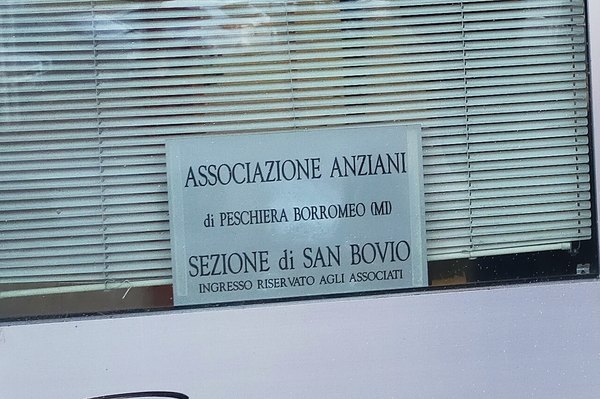 ASSOCIAZIONE ANZIANI
di PESCHIERA BORROMEO (MI)
SEZIONE di SAN BOVIO
INGRESSO RISERVATO AGLI ASSOCIATI